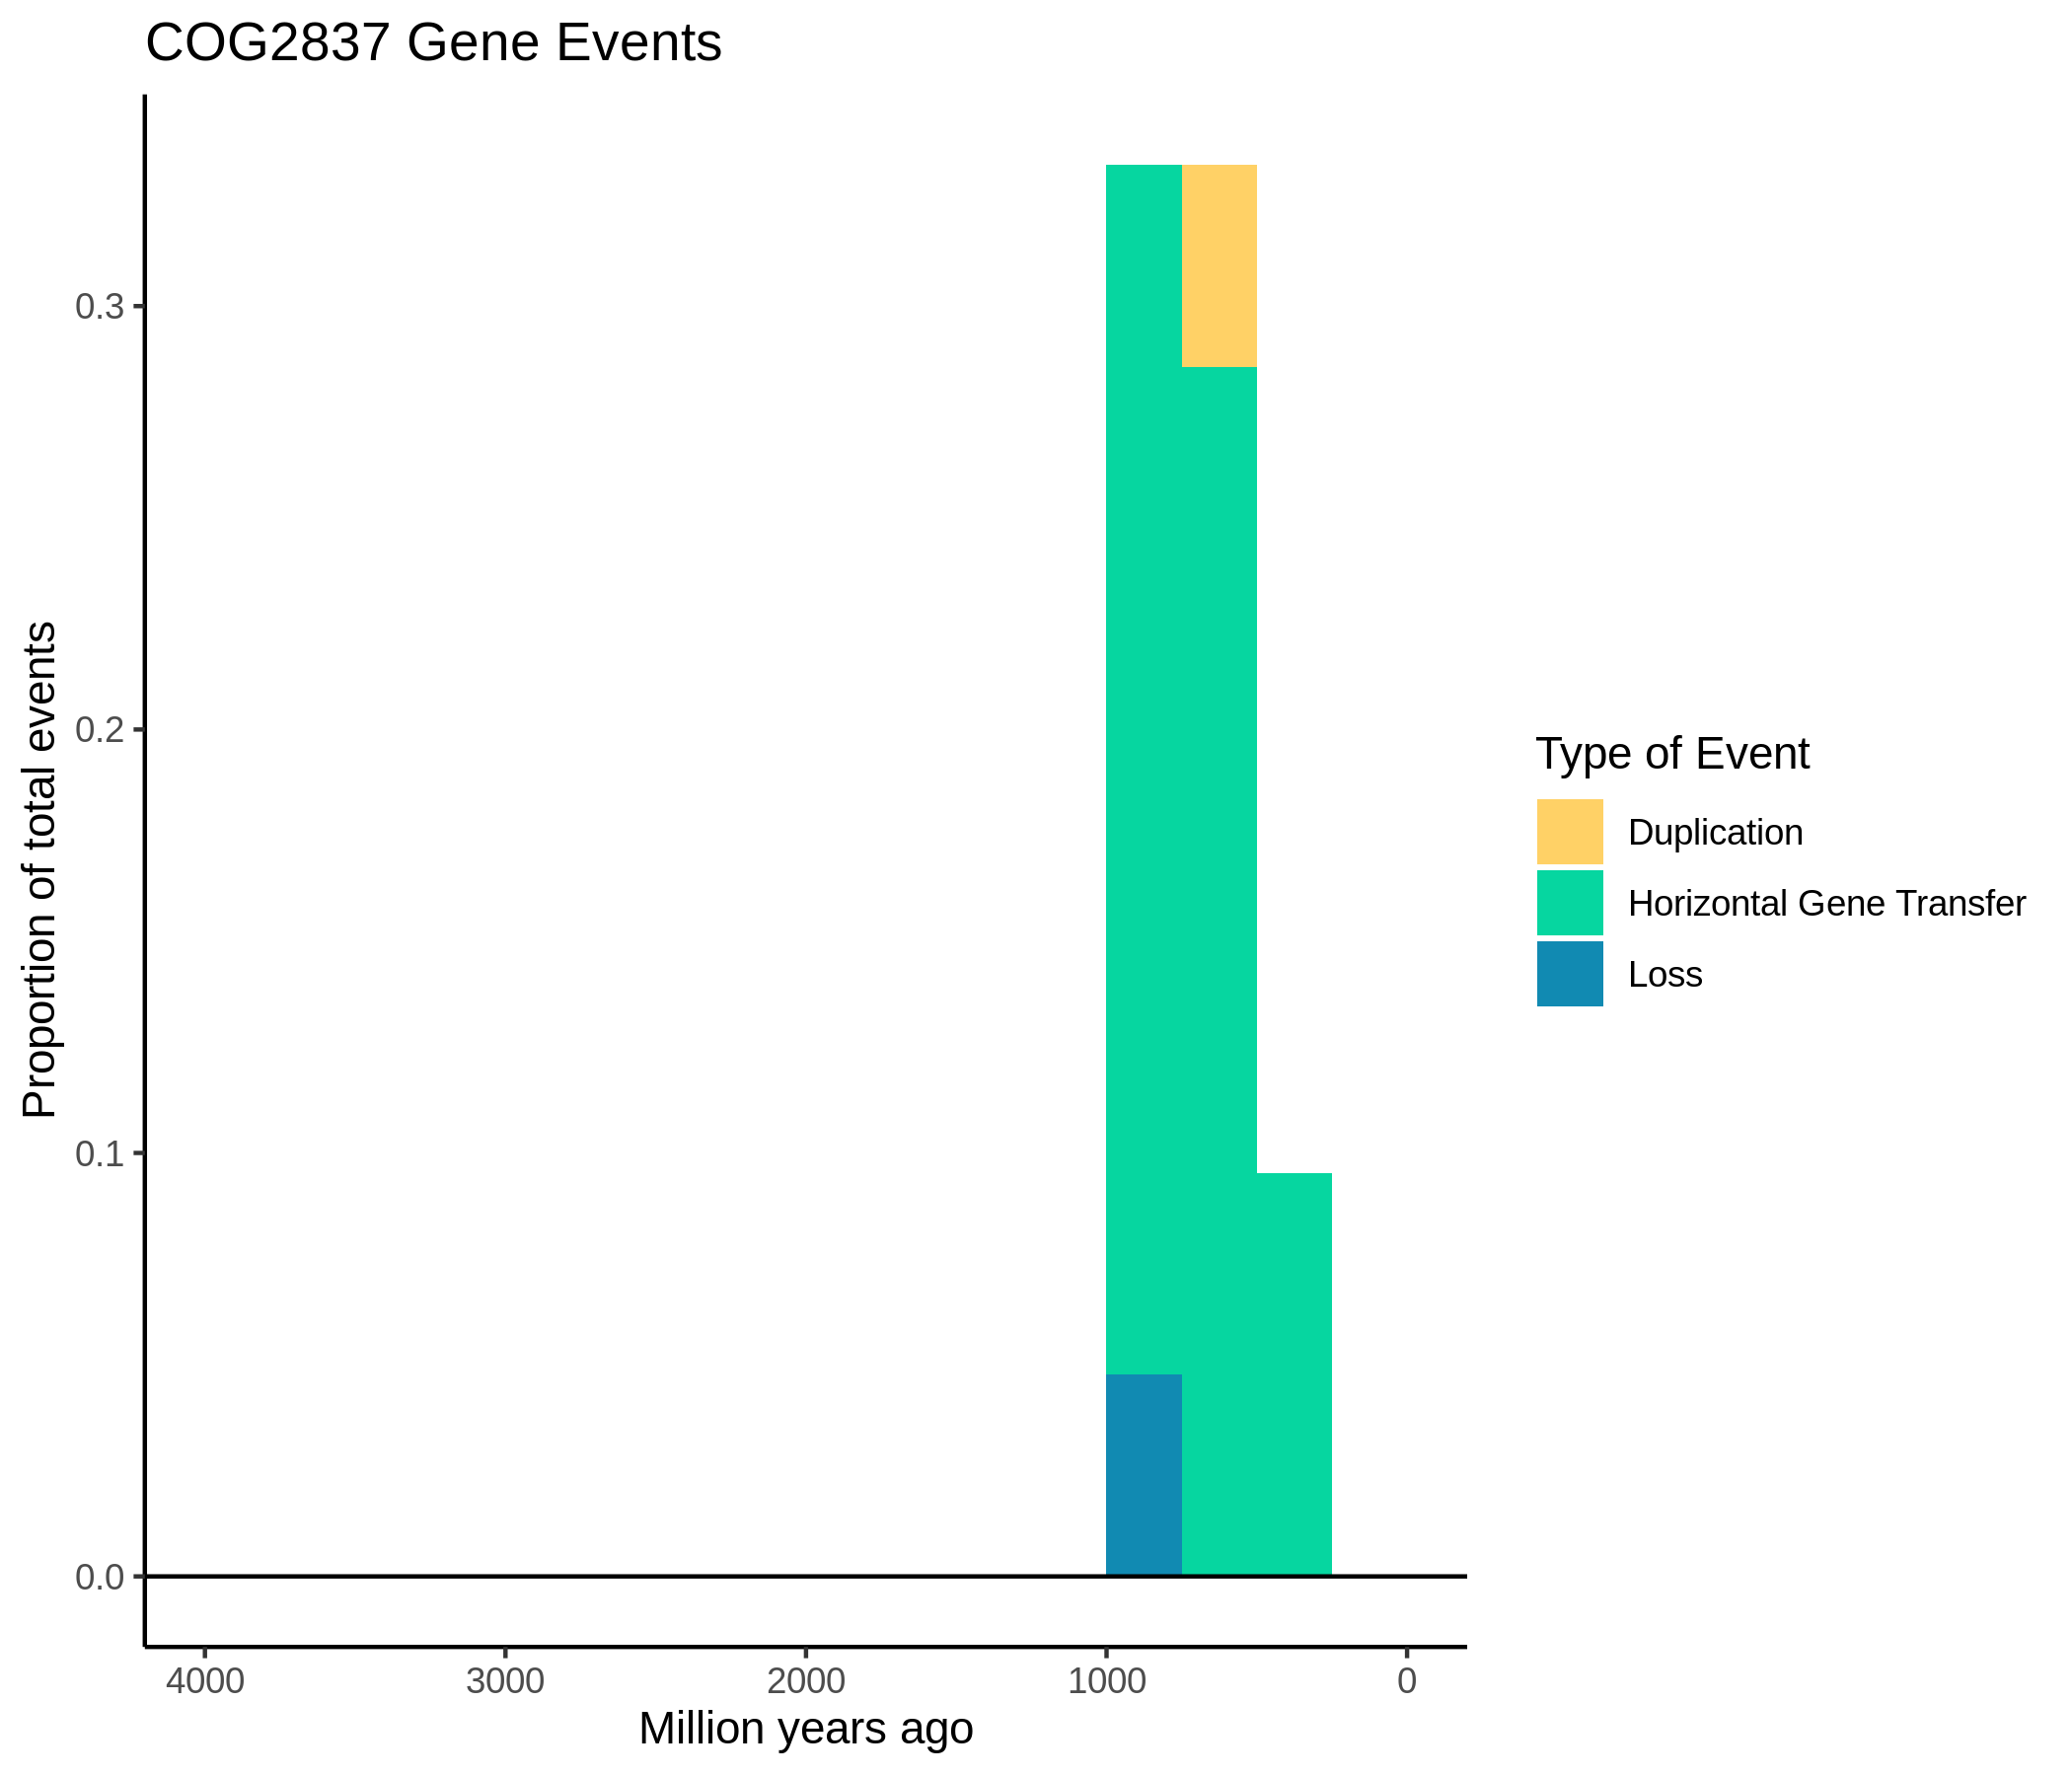 COG2837 Gene Events
Proportion of total events
0.3
0.2
0.1
0.0
4000 3000 2000 1000 0
Million years ago
Type of Event
Duplication
Horizontal Gene Transfer
Loss